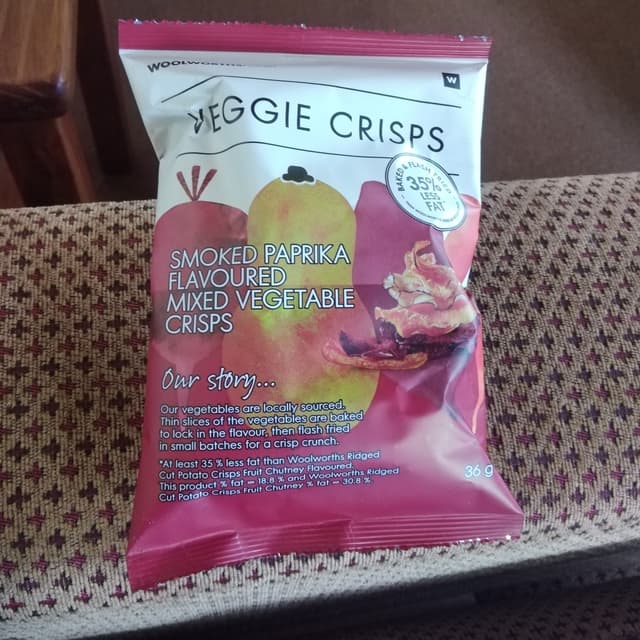 WOOLWORTHS
W
VEGGIE CRISPS
BAKED & FLASH FRIED
35%
LESS
FAT*
SMOKED PAPRIKA
FLAVOURED
MIXED VEGETABLE
CRISPS
Our story...
Our vegetables are locally sourced.
Thin slices of the vegetables are baked
to lock in the flavour, then flash fried
in small batches for a crisp crunch.
*At least 35 % less fat than Woolworths Ridged
Cut Potato Crisps Fruit Chutney Flavoured.
This product % fat = 18.8 % and Woolworths Ridged
Cut Potato Crisps Fruit Chutney % fat = 30.8 %.
36 g